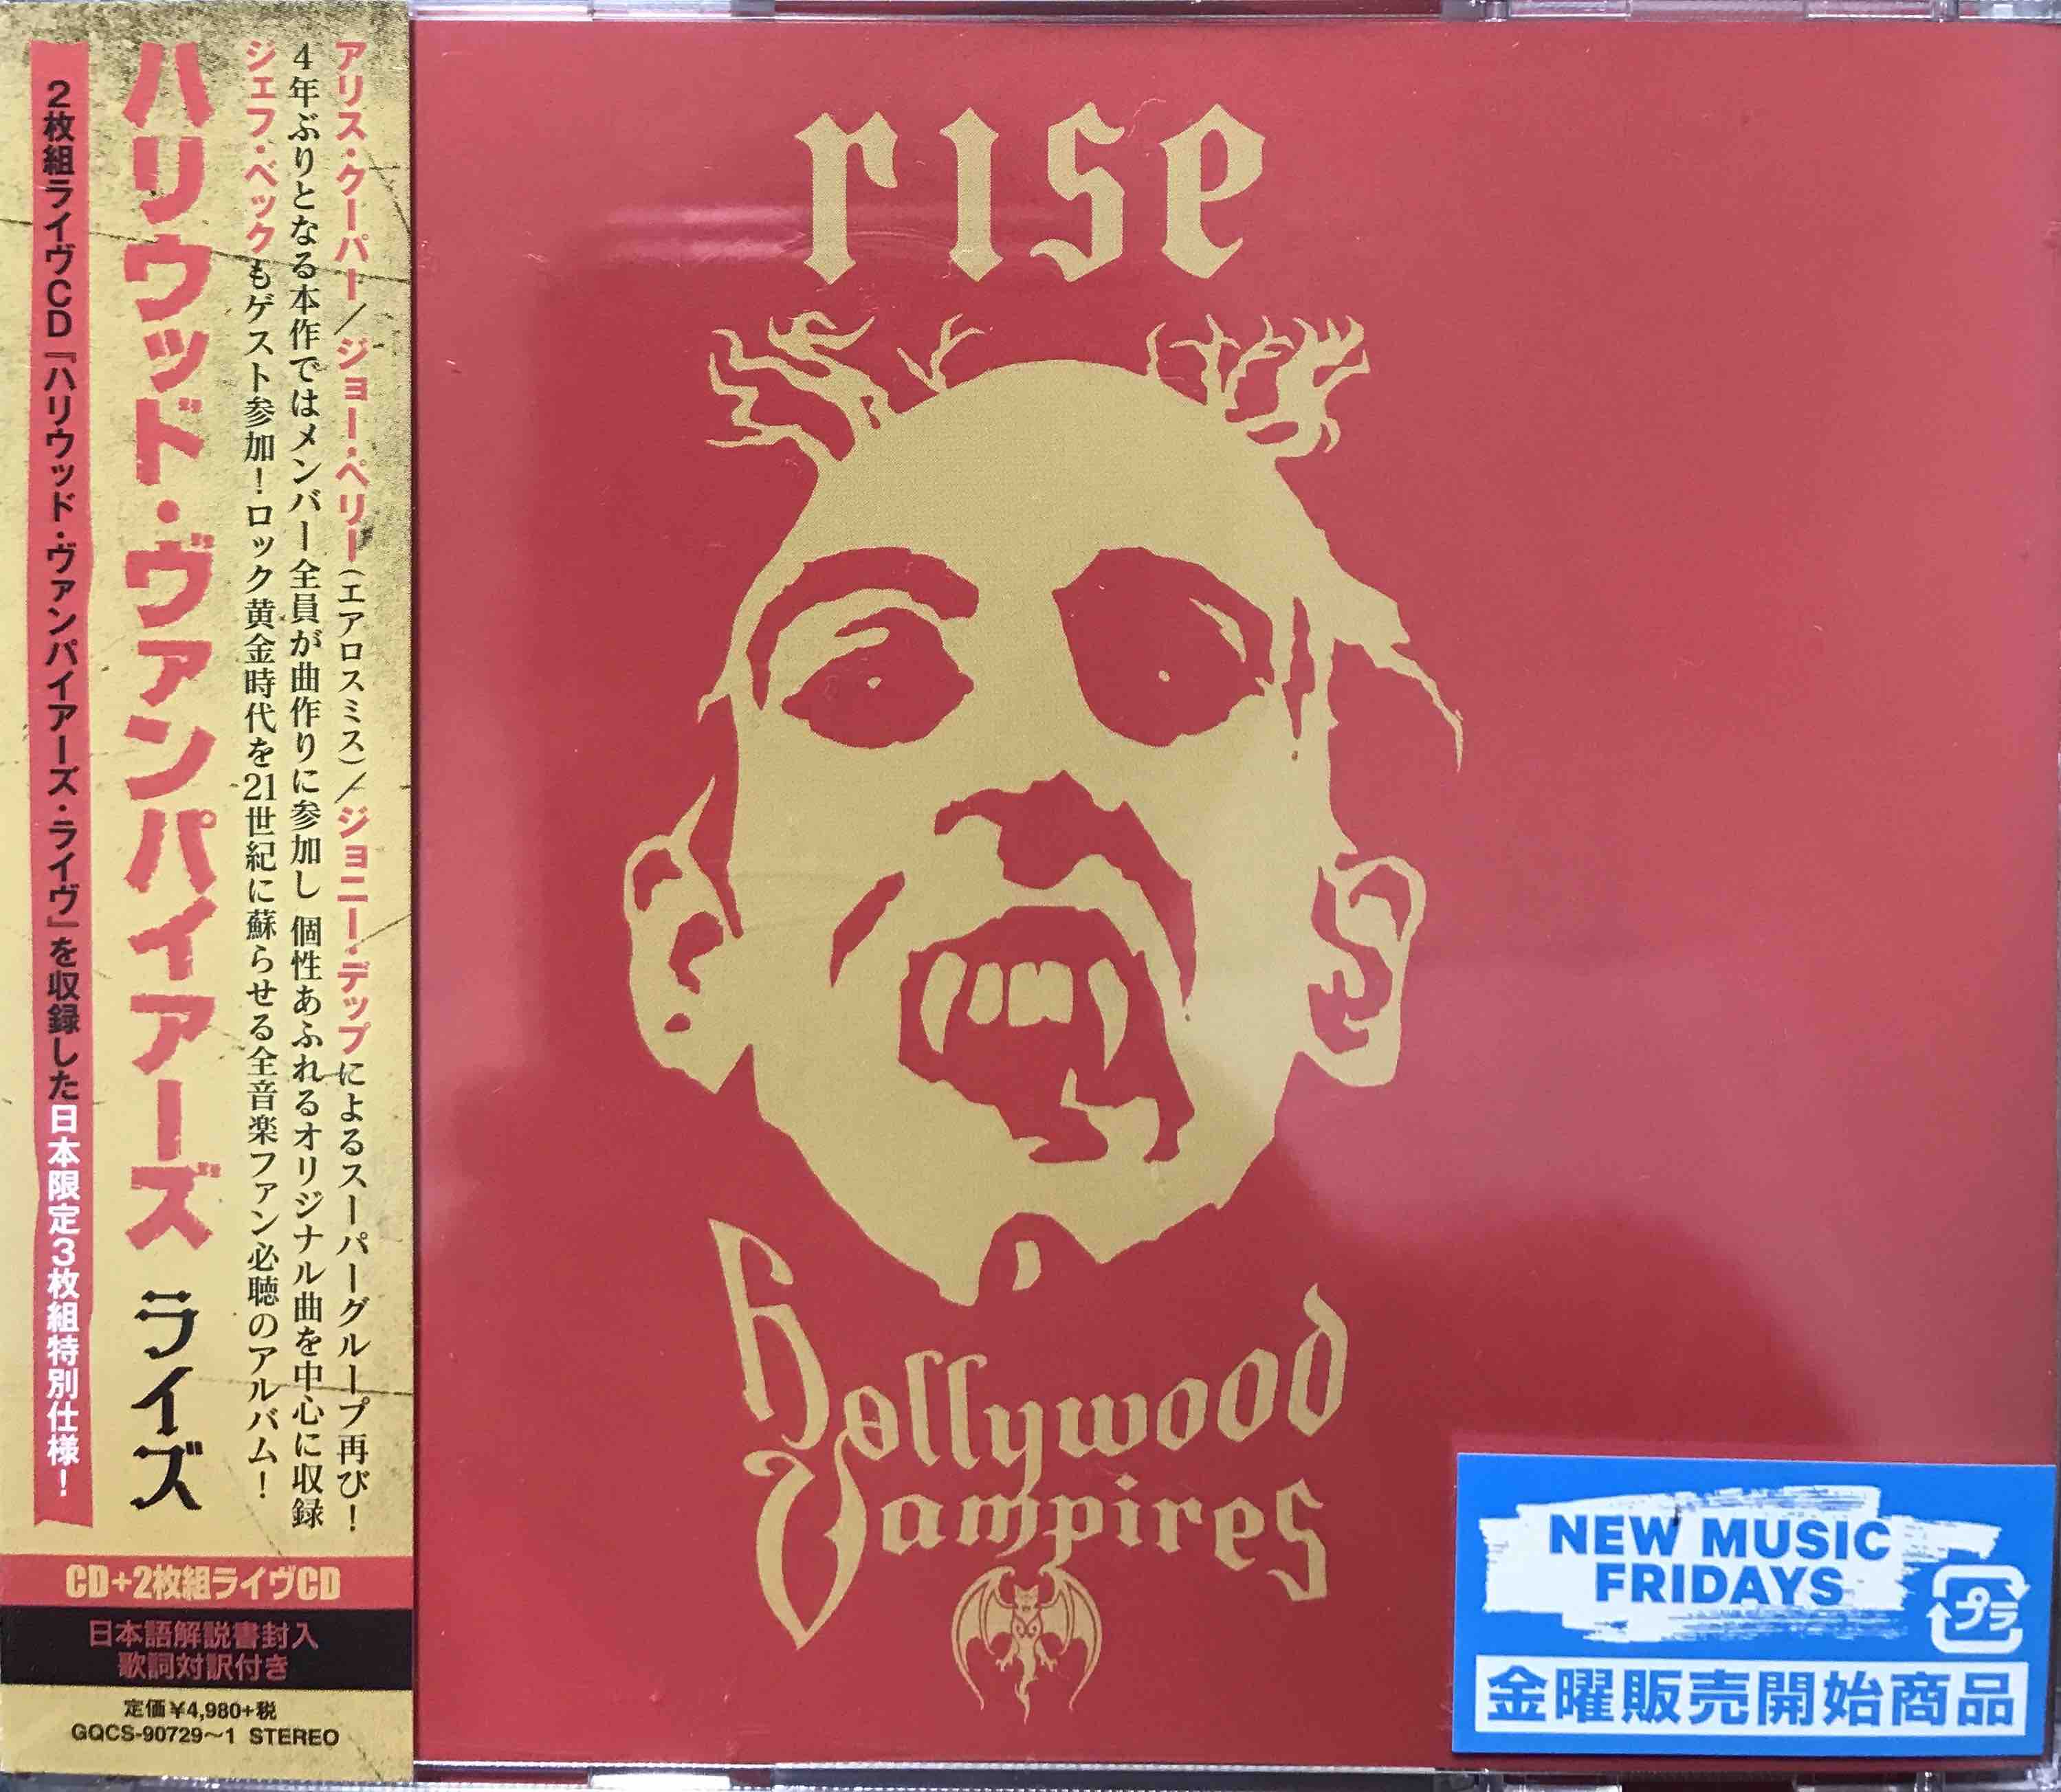 アリス・クーパー／ジョー・ペリー（エアロスミス）／ジョニー・デップによるスーパーグループ再び！
4年ぶりとなる本作ではメンバー全員が曲作りに参加し 個性あふれるオリジナル曲を中心に収録
ジェフ・ベックもゲスト参加！ロック黄金時代を21世紀に蘇らせる全音楽ファン必聴のアルバム！
ハリウッド・ヴァンパイアーズ ライズ
2枚組ライヴCD『ハリウッド・ヴァンパイアーズ・ライヴ』を収録した日本限定3枚組特別仕様！
CD+2枚組ライヴCD
日本語解説書封入
歌詞対訳付き
定価¥4,980+税
GQCS-90729〜1 STEREO
rise
Hollywood
Vampires
NEW MUSIC
FRIDAYS
プラ
金曜販売開始商品